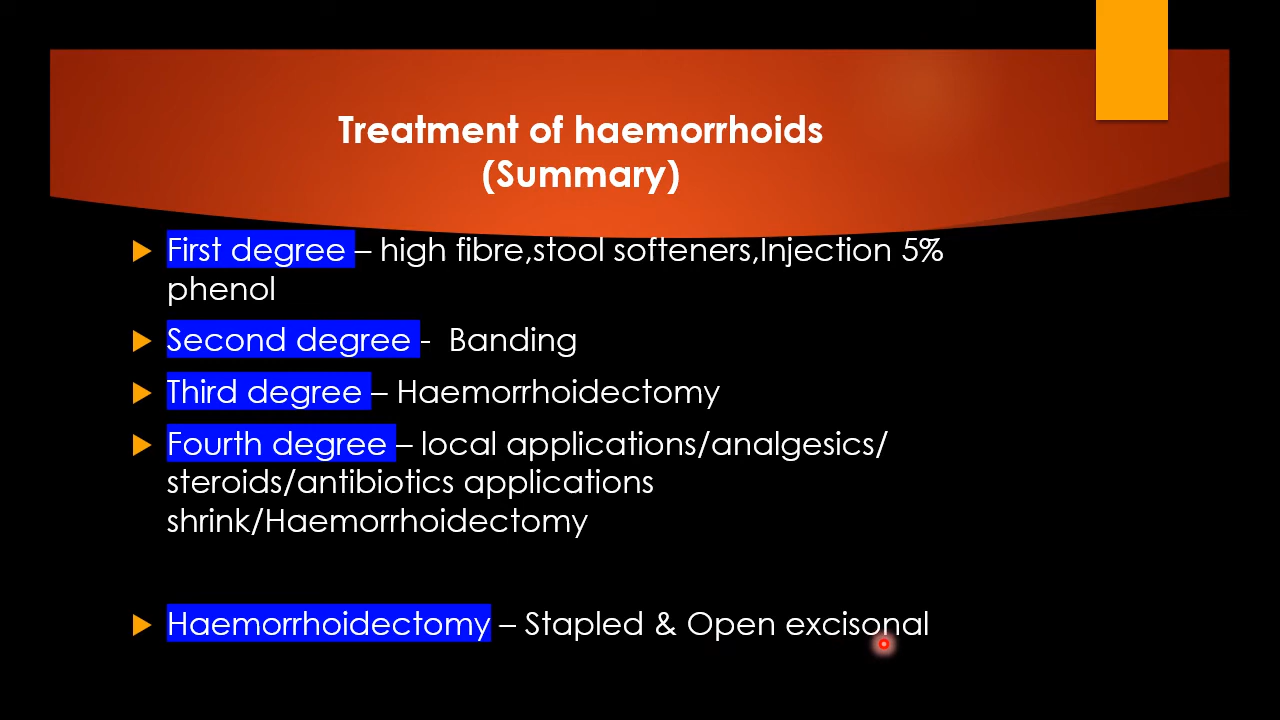 Treatment of haemorrhoids
(Summary)
First degree – high fibre,stool softeners,Injection 5%
phenol
Second degree - Banding
Third degree – Haemorrhoidectomy
Fourth degree – local applications/analgesics/
steroids/antibiotics applications
shrink/Haemorrhoidectomy
Haemorrhoidectomy – Stapled & Open excisonal